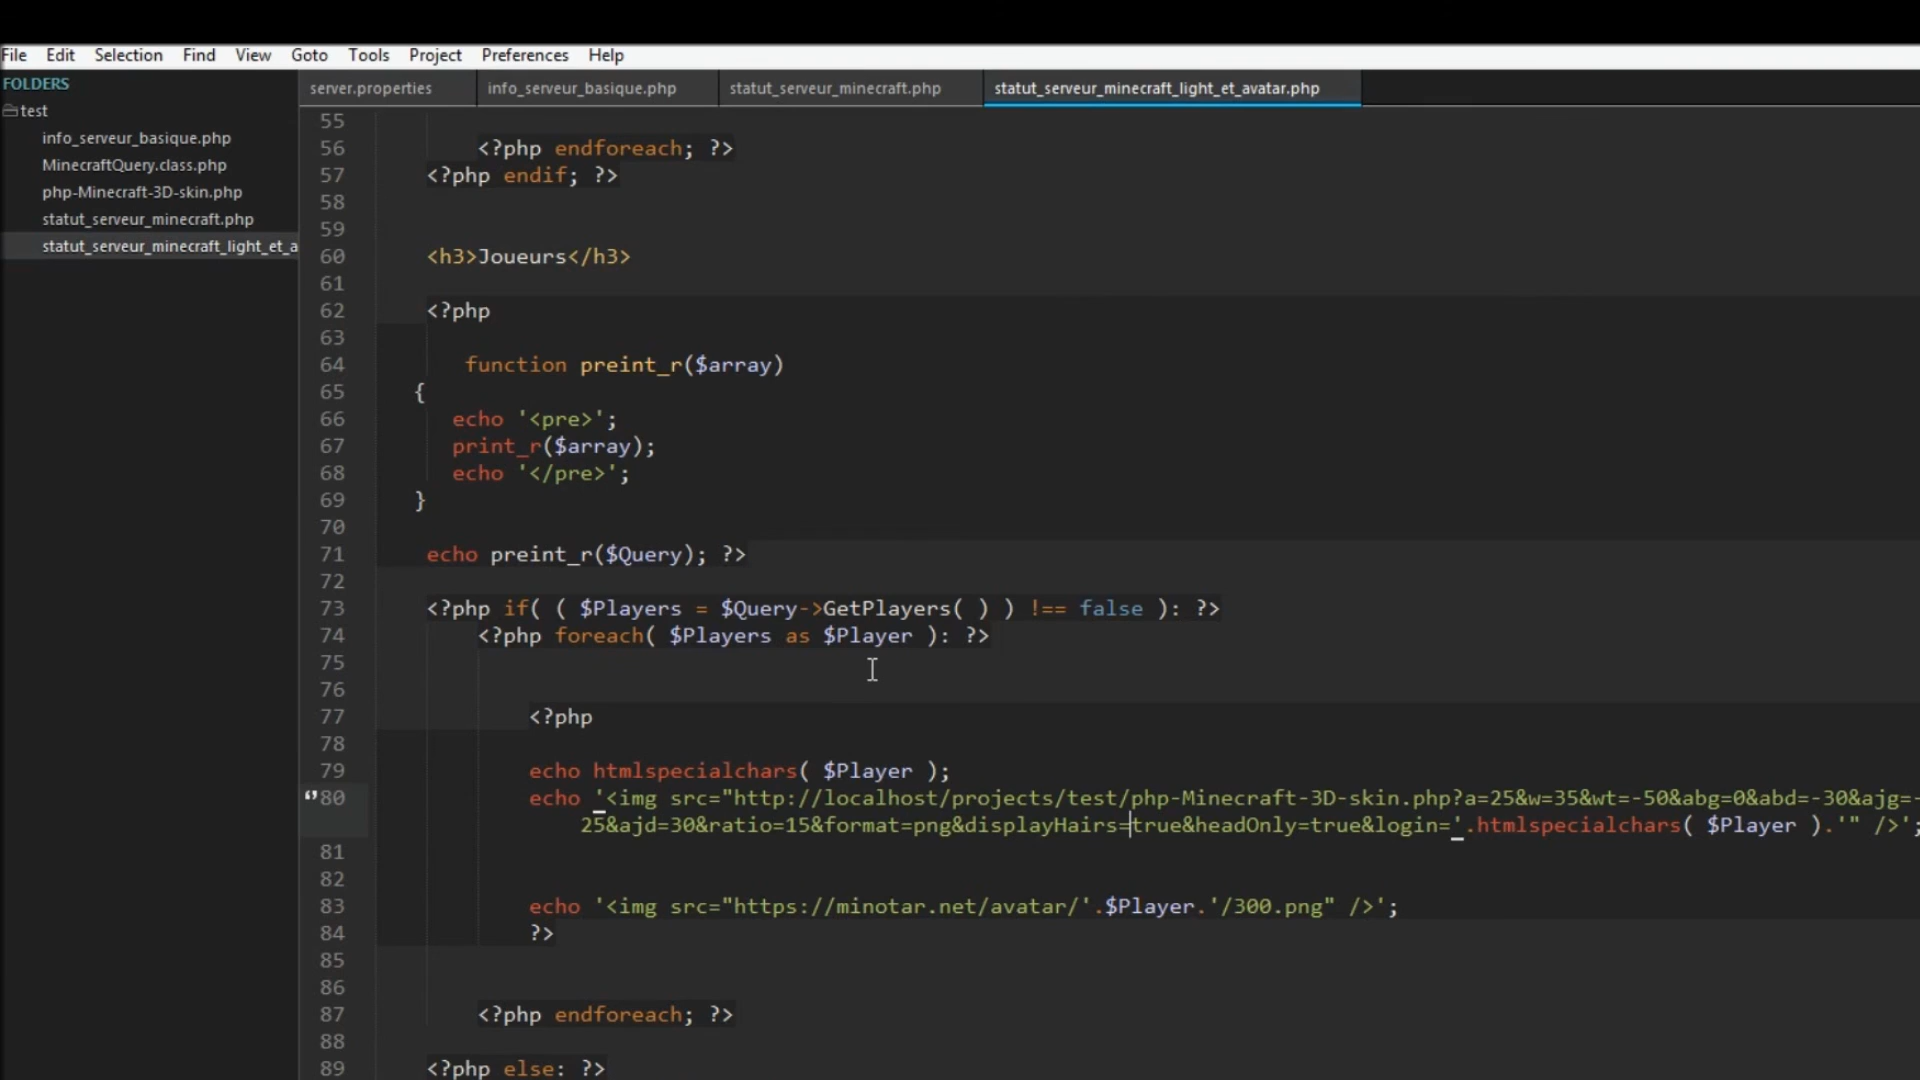 File Edit Selection Find View Goto Tools Project Preferences Help
FOLDERS
test
info_serveur_basique.php
MinecraftQuery.class.php
php-Minecraft-3D-skin.php
statut_serveur_minecraft.php
statut_serveur_minecraft_light_et_a
server.properties info_serveur_basique.php statut_serveur_minecraft.php statut_serveur_minecraft_light_et_avatar.php
55
56 <?php endforeach; ?>
57 <?php endif; ?>
58
59
60 <h3>Joueurs</h3>
61
62 <?php
63
64 function preint_r($array)
65 {
66 echo '<pre>';
67 print_r($array);
68 echo '</pre>';
69 }
70
71 echo preint_r($Query); ?>
72
73 <?php if( ( $Players = $Query->GetPlayers( ) ) !== false ): ?>
74 <?php foreach( $Players as $Player ): ?>
75
76
77 <?php
78
79 echo htmlspecialchars( $Player );
80 echo '<img src="http://localhost/projects/test/php-Minecraft-3D-skin.php?a=25&w=35&wt=-50&abg=0&abd=-30&ajg=-
25&ajd=30&ratio=15&format=png&displayHairs=true&headOnly=true&login='.htmlspecialchars( $Player ).'" />';
81
82
83 echo '<img src="https://minotar.net/avatar/'.$Player.'/300.png" />';
84 ?>
85
86
87 <?php endforeach; ?>
88
89 <?php else: ?>